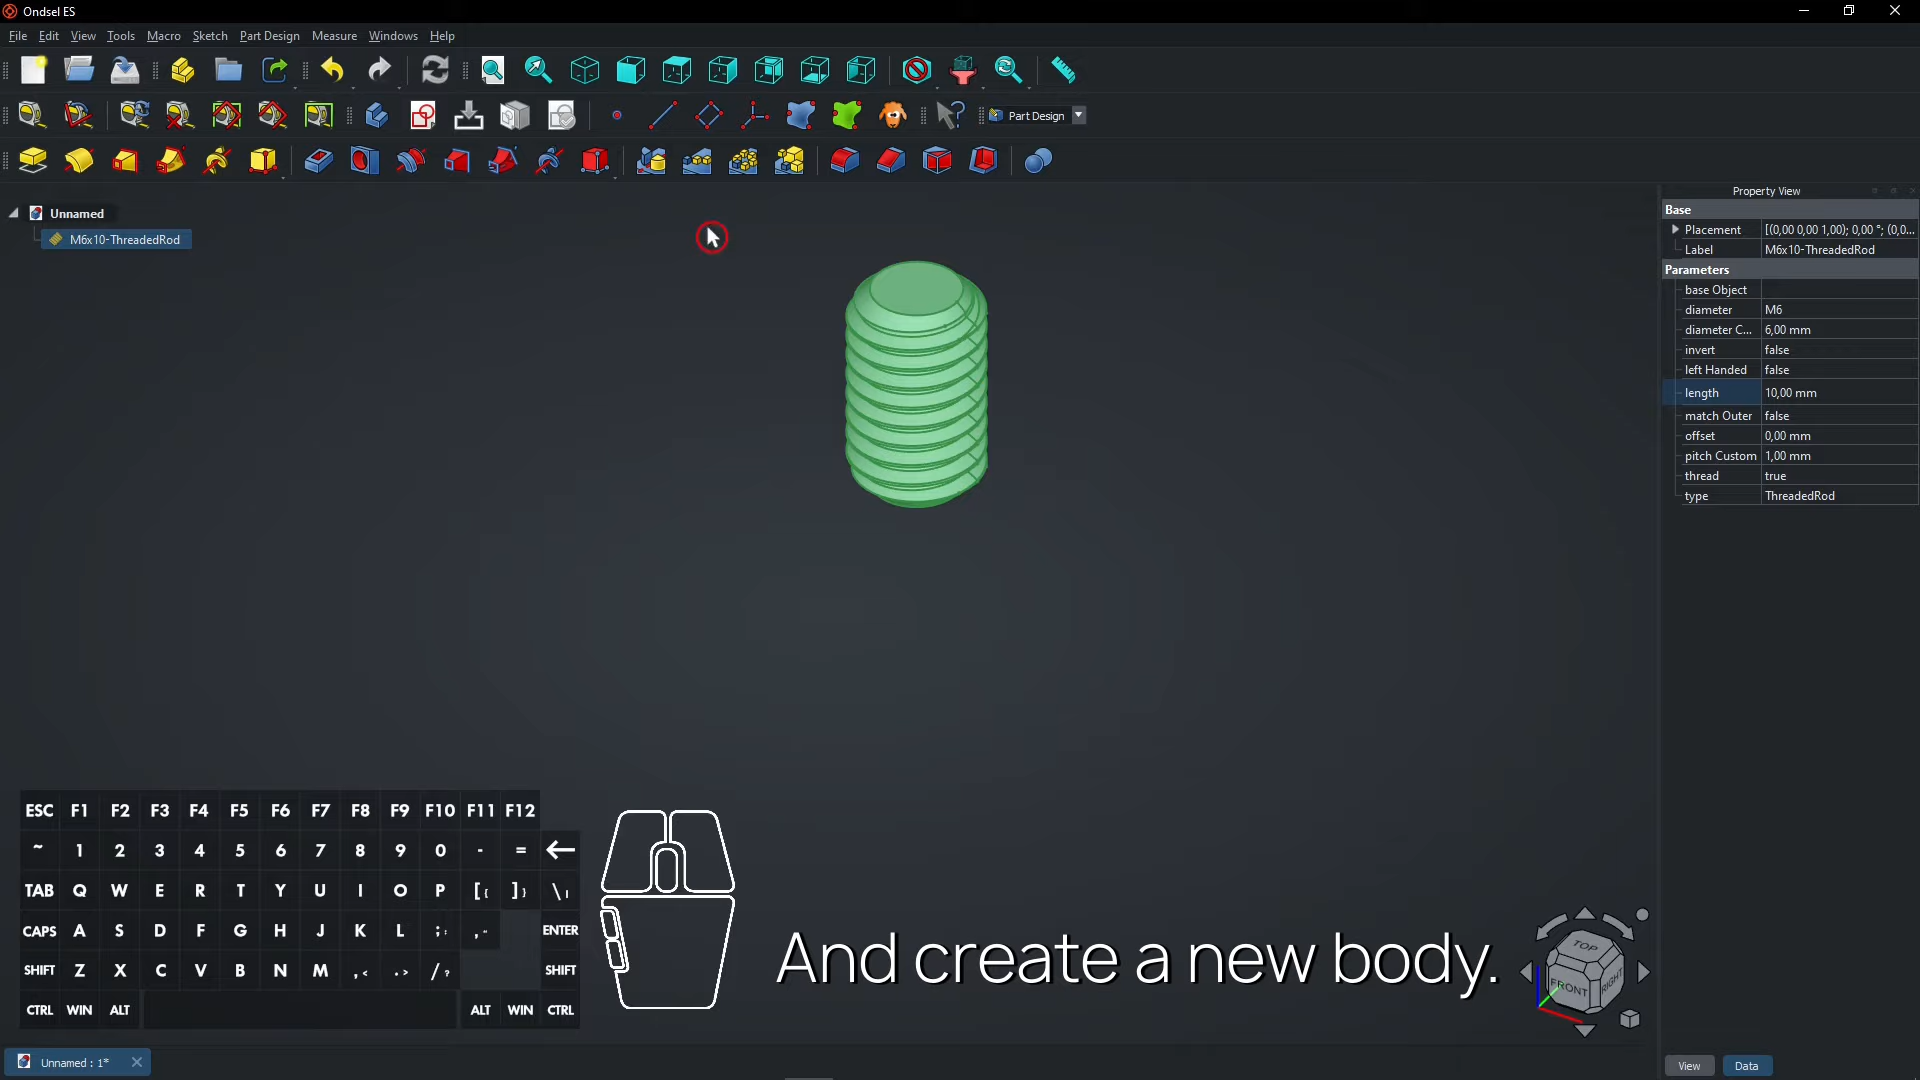 Ondsel ES
File Edit View Tools Macro Sketch Part Design Measure Windows Help
Part Design
Unnamed
M6x10-ThreadedRod
Property View
Base
Placement [(0,00 0,00 1,00); 0,00 °; (0,0...
Label M6x10-ThreadedRod
Parameters
base Object
diameter M6
diameter C... 6,00 mm
invert false
left Handed false
length 10,00 mm
match Outer false
offset 0,00 mm
pitch Custom 1,00 mm
thread true
type ThreadedRod
ESC F1 F2 F3 F4 F5 F6 F7 F8 F9 F10 F11 F12
~ 1 2 3 4 5 6 7 8 9 0 - = ←
TAB Q W E R T Y U I O P [{ ]} \|
CAPS A S D F G H J K L ;: ," ENTER
SHIFT Z X C V B N M ,< .> /? SHIFT
CTRL WIN ALT ALT WIN CTRL
And create a new body.
TOP
FRONT RIGHT
Unnamed : 1*
View Data